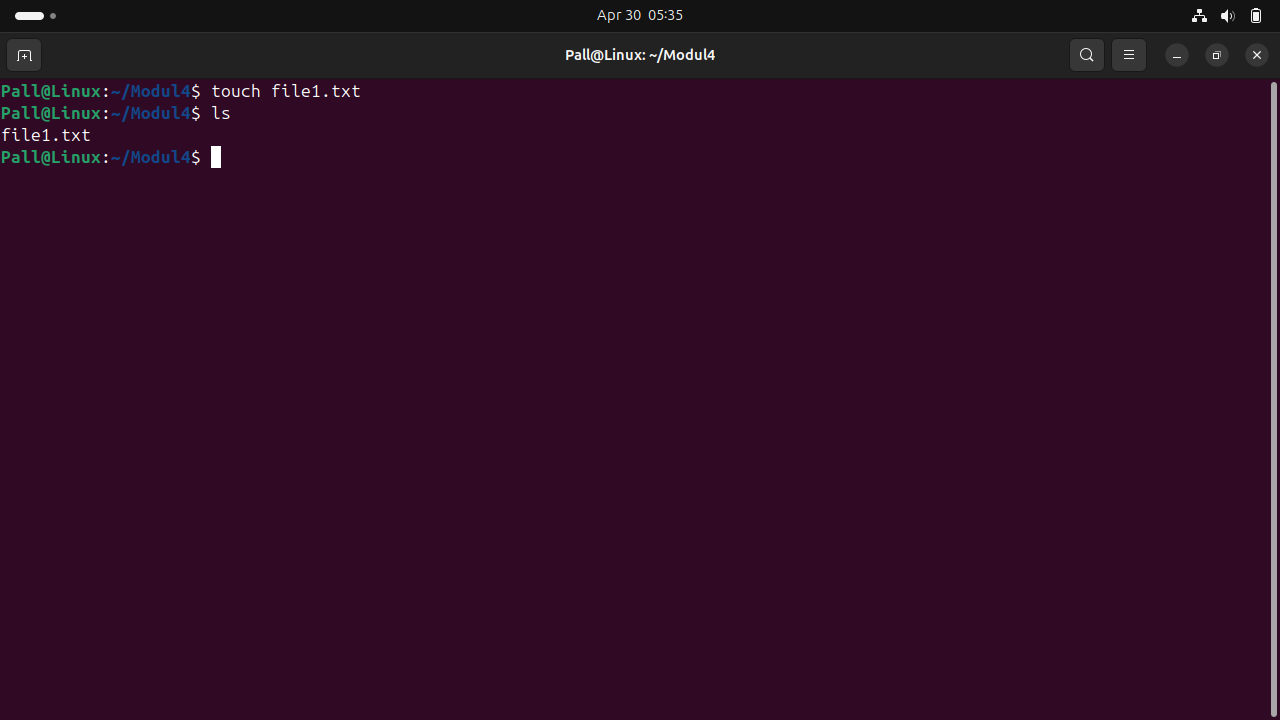 Apr 30 05:35
Pall@Linux: ~/Modul4
Pall@Linux:~/Modul4$ touch file1.txt
Pall@Linux:~/Modul4$ ls
file1.txt
Pall@Linux:~/Modul4$